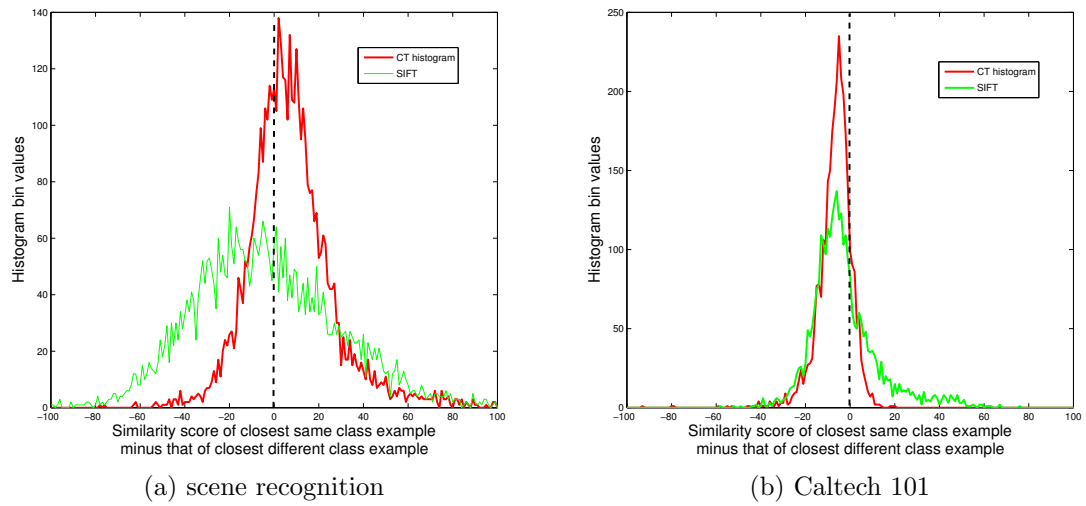 140
120
100
80
60
40
20
0
Histogram bin values
CT histogram
SIFT
−100 −80 −60 −40 −20 0 20 40 60 80 100
Similarity score of closest same class example
minus that of closest different class example
(a) scene recognition
250
200
150
100
50
0
Histogram bin values
CT histogram
SIFT
−100 −80 −60 −40 −20 0 20 40 60 80 100
Similarity score of closest same class example
minus that of closest different class example
(b) Caltech 101